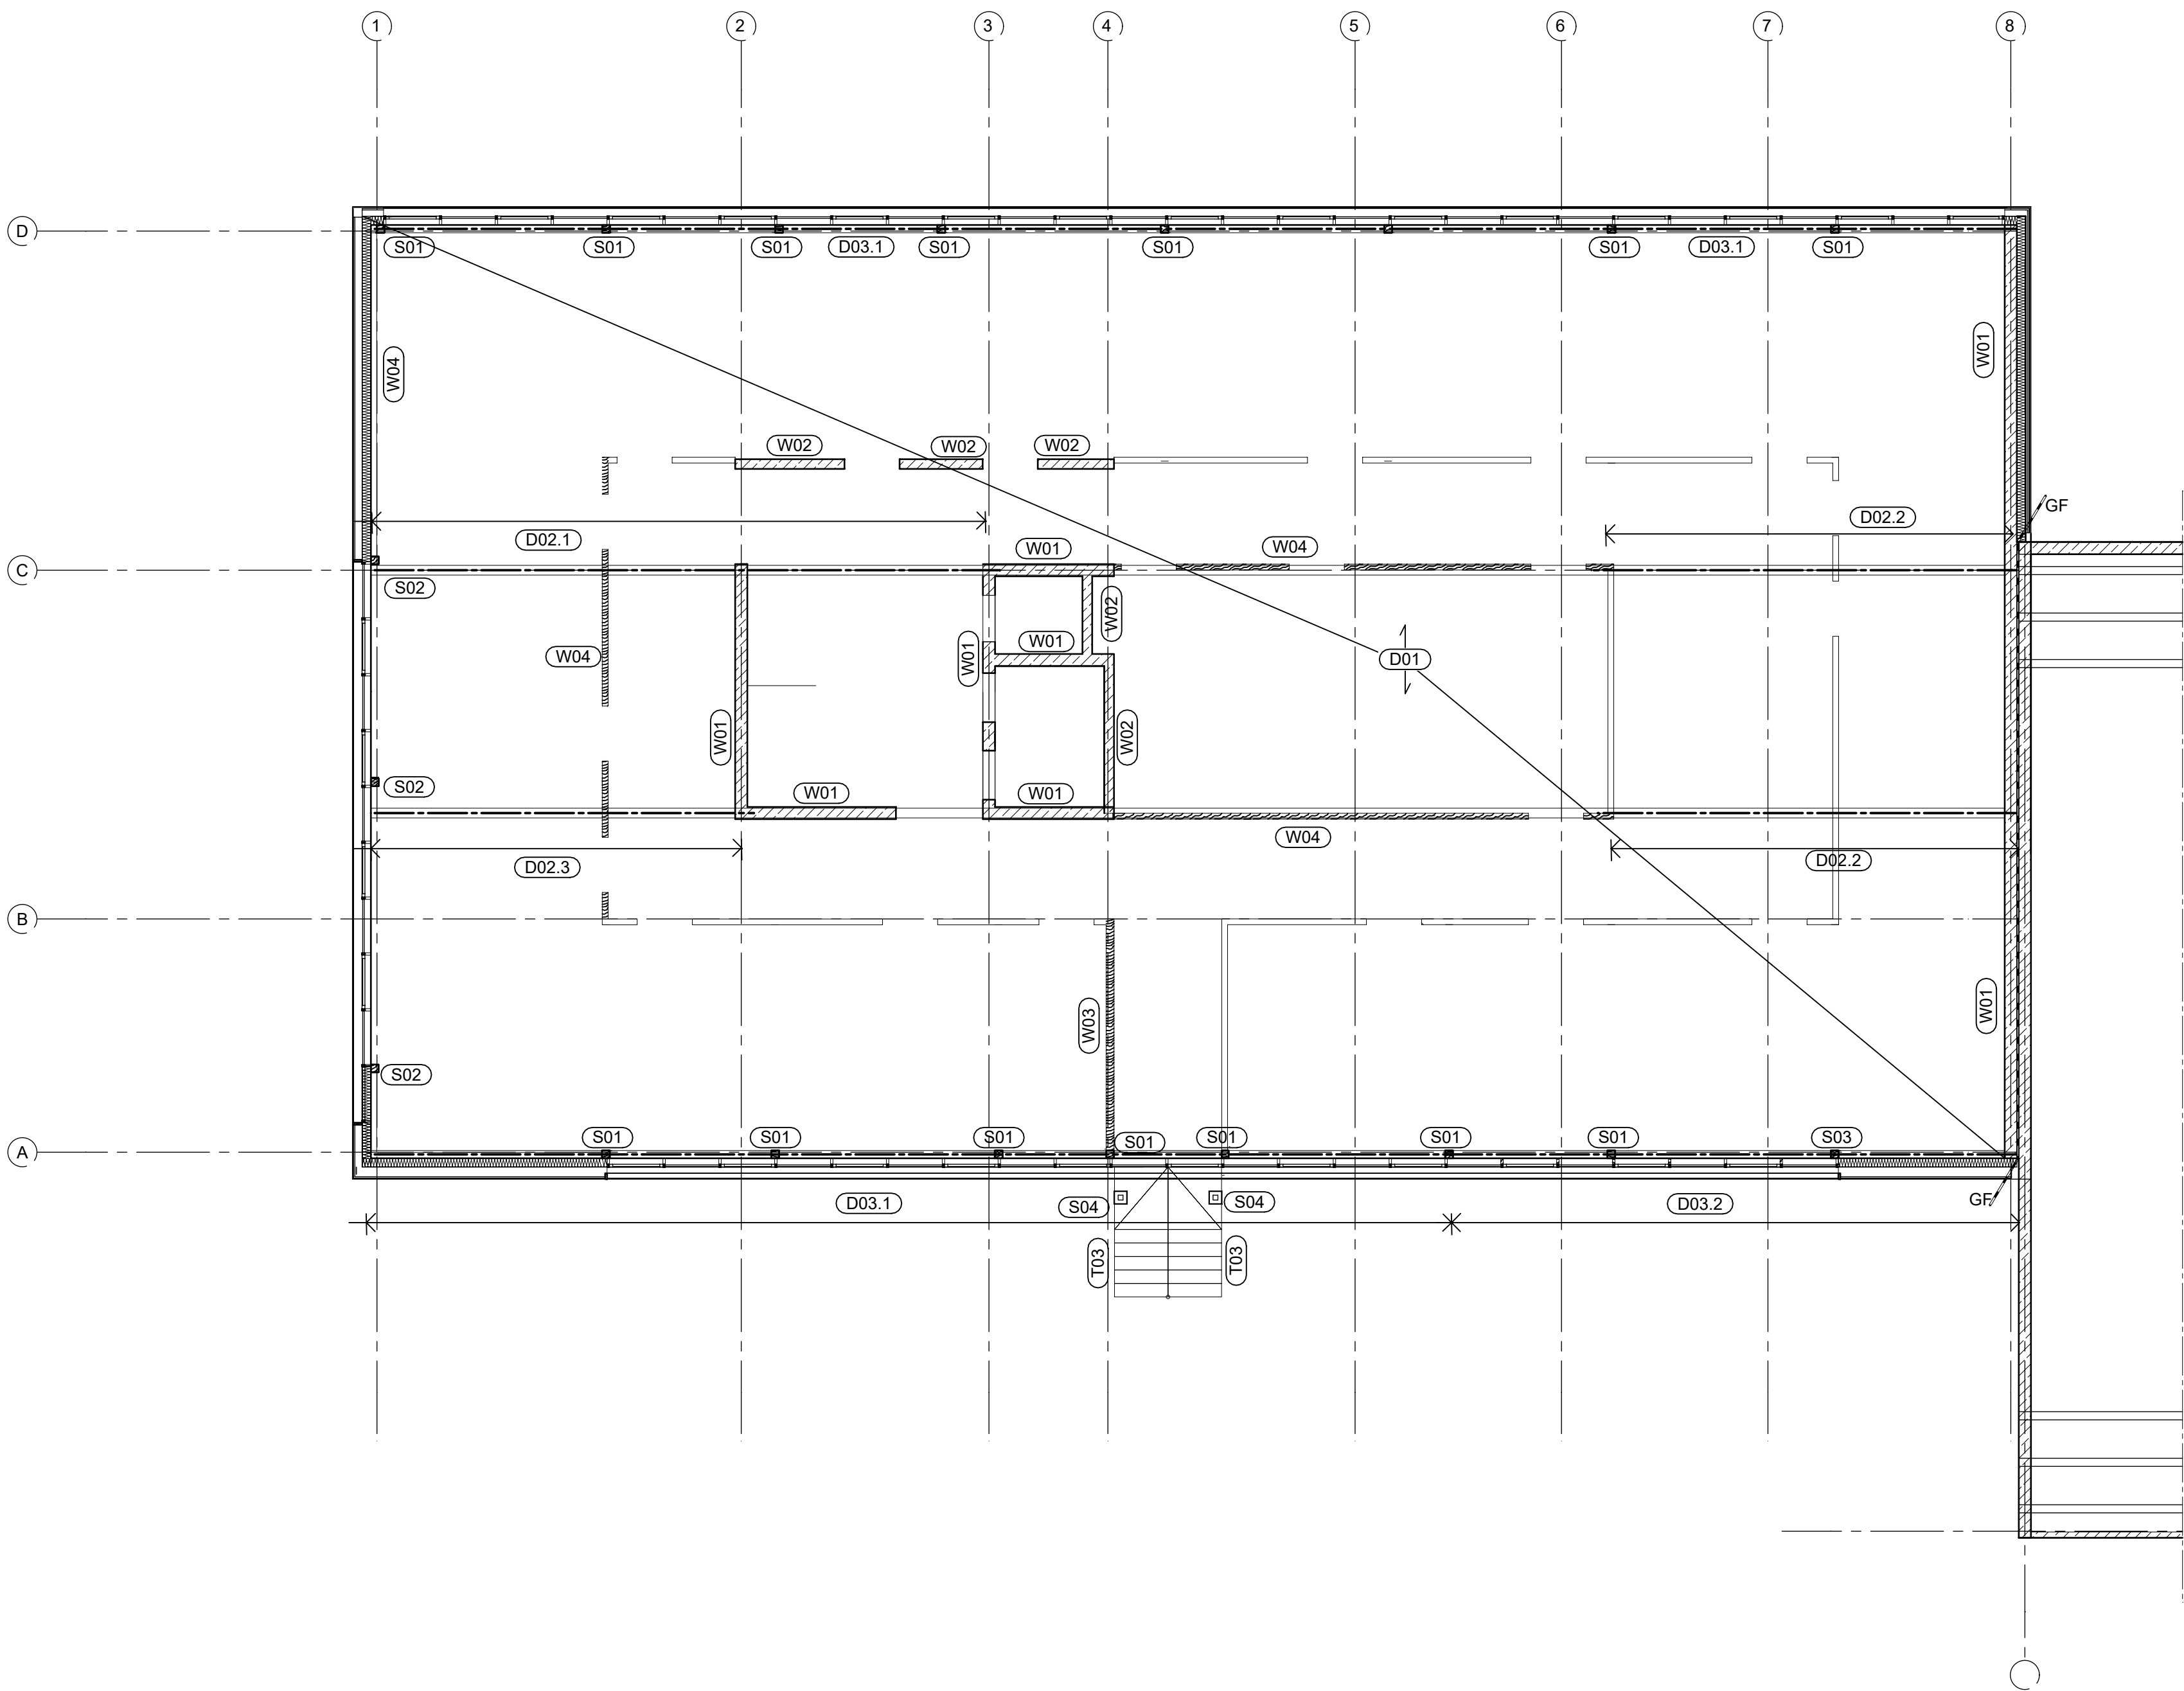 1 2 3 4 5 6 7 8
D
S01 S01 S01 D03.1 S01 S01 S01 D03.1 S01
W04
W01
W02 W02 W02
GF
D02.2
D02.1
W01
W04
C
S02
W02
W01
W04
W01
D01
W01
W02
S02
W01
W01
W04
D02.3
D02.2
B
W03
W01
S02
S01 S01 S01 S01 S01 S01 S01 S03
A
D03.1
S04
S04
D03.2
GF
T03
T03